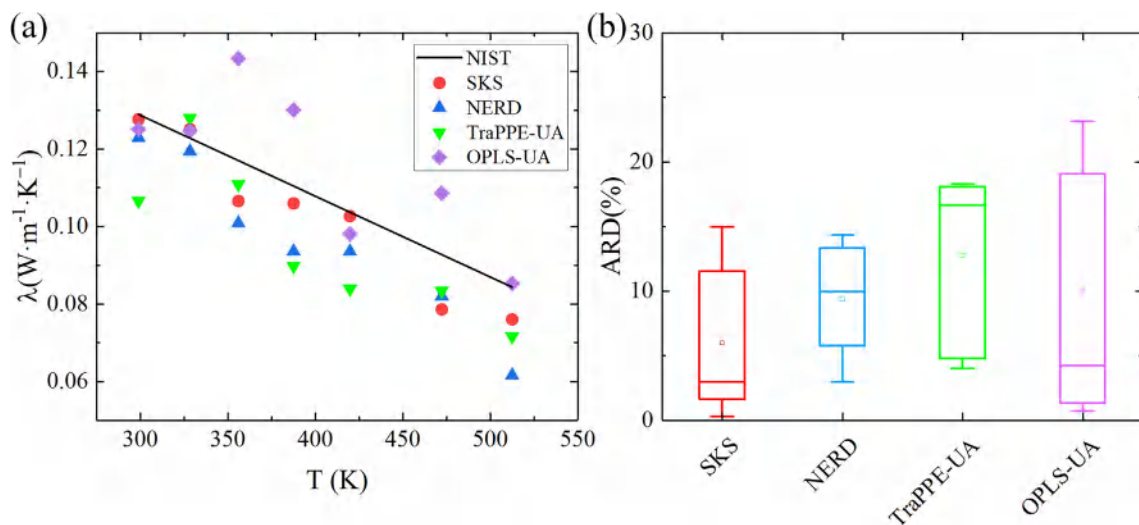 (a)
λ(W·m⁻¹·K⁻¹)
0.14
0.12
0.10
0.08
0.06
NIST
SKS
NERD
TraPPE-UA
OPLS-UA
300 350 400 450 500 550
T (K)
(b)
ARD(%)
30
20
10
0
SKS
NERD
TraPPE-UA
OPLS-UA